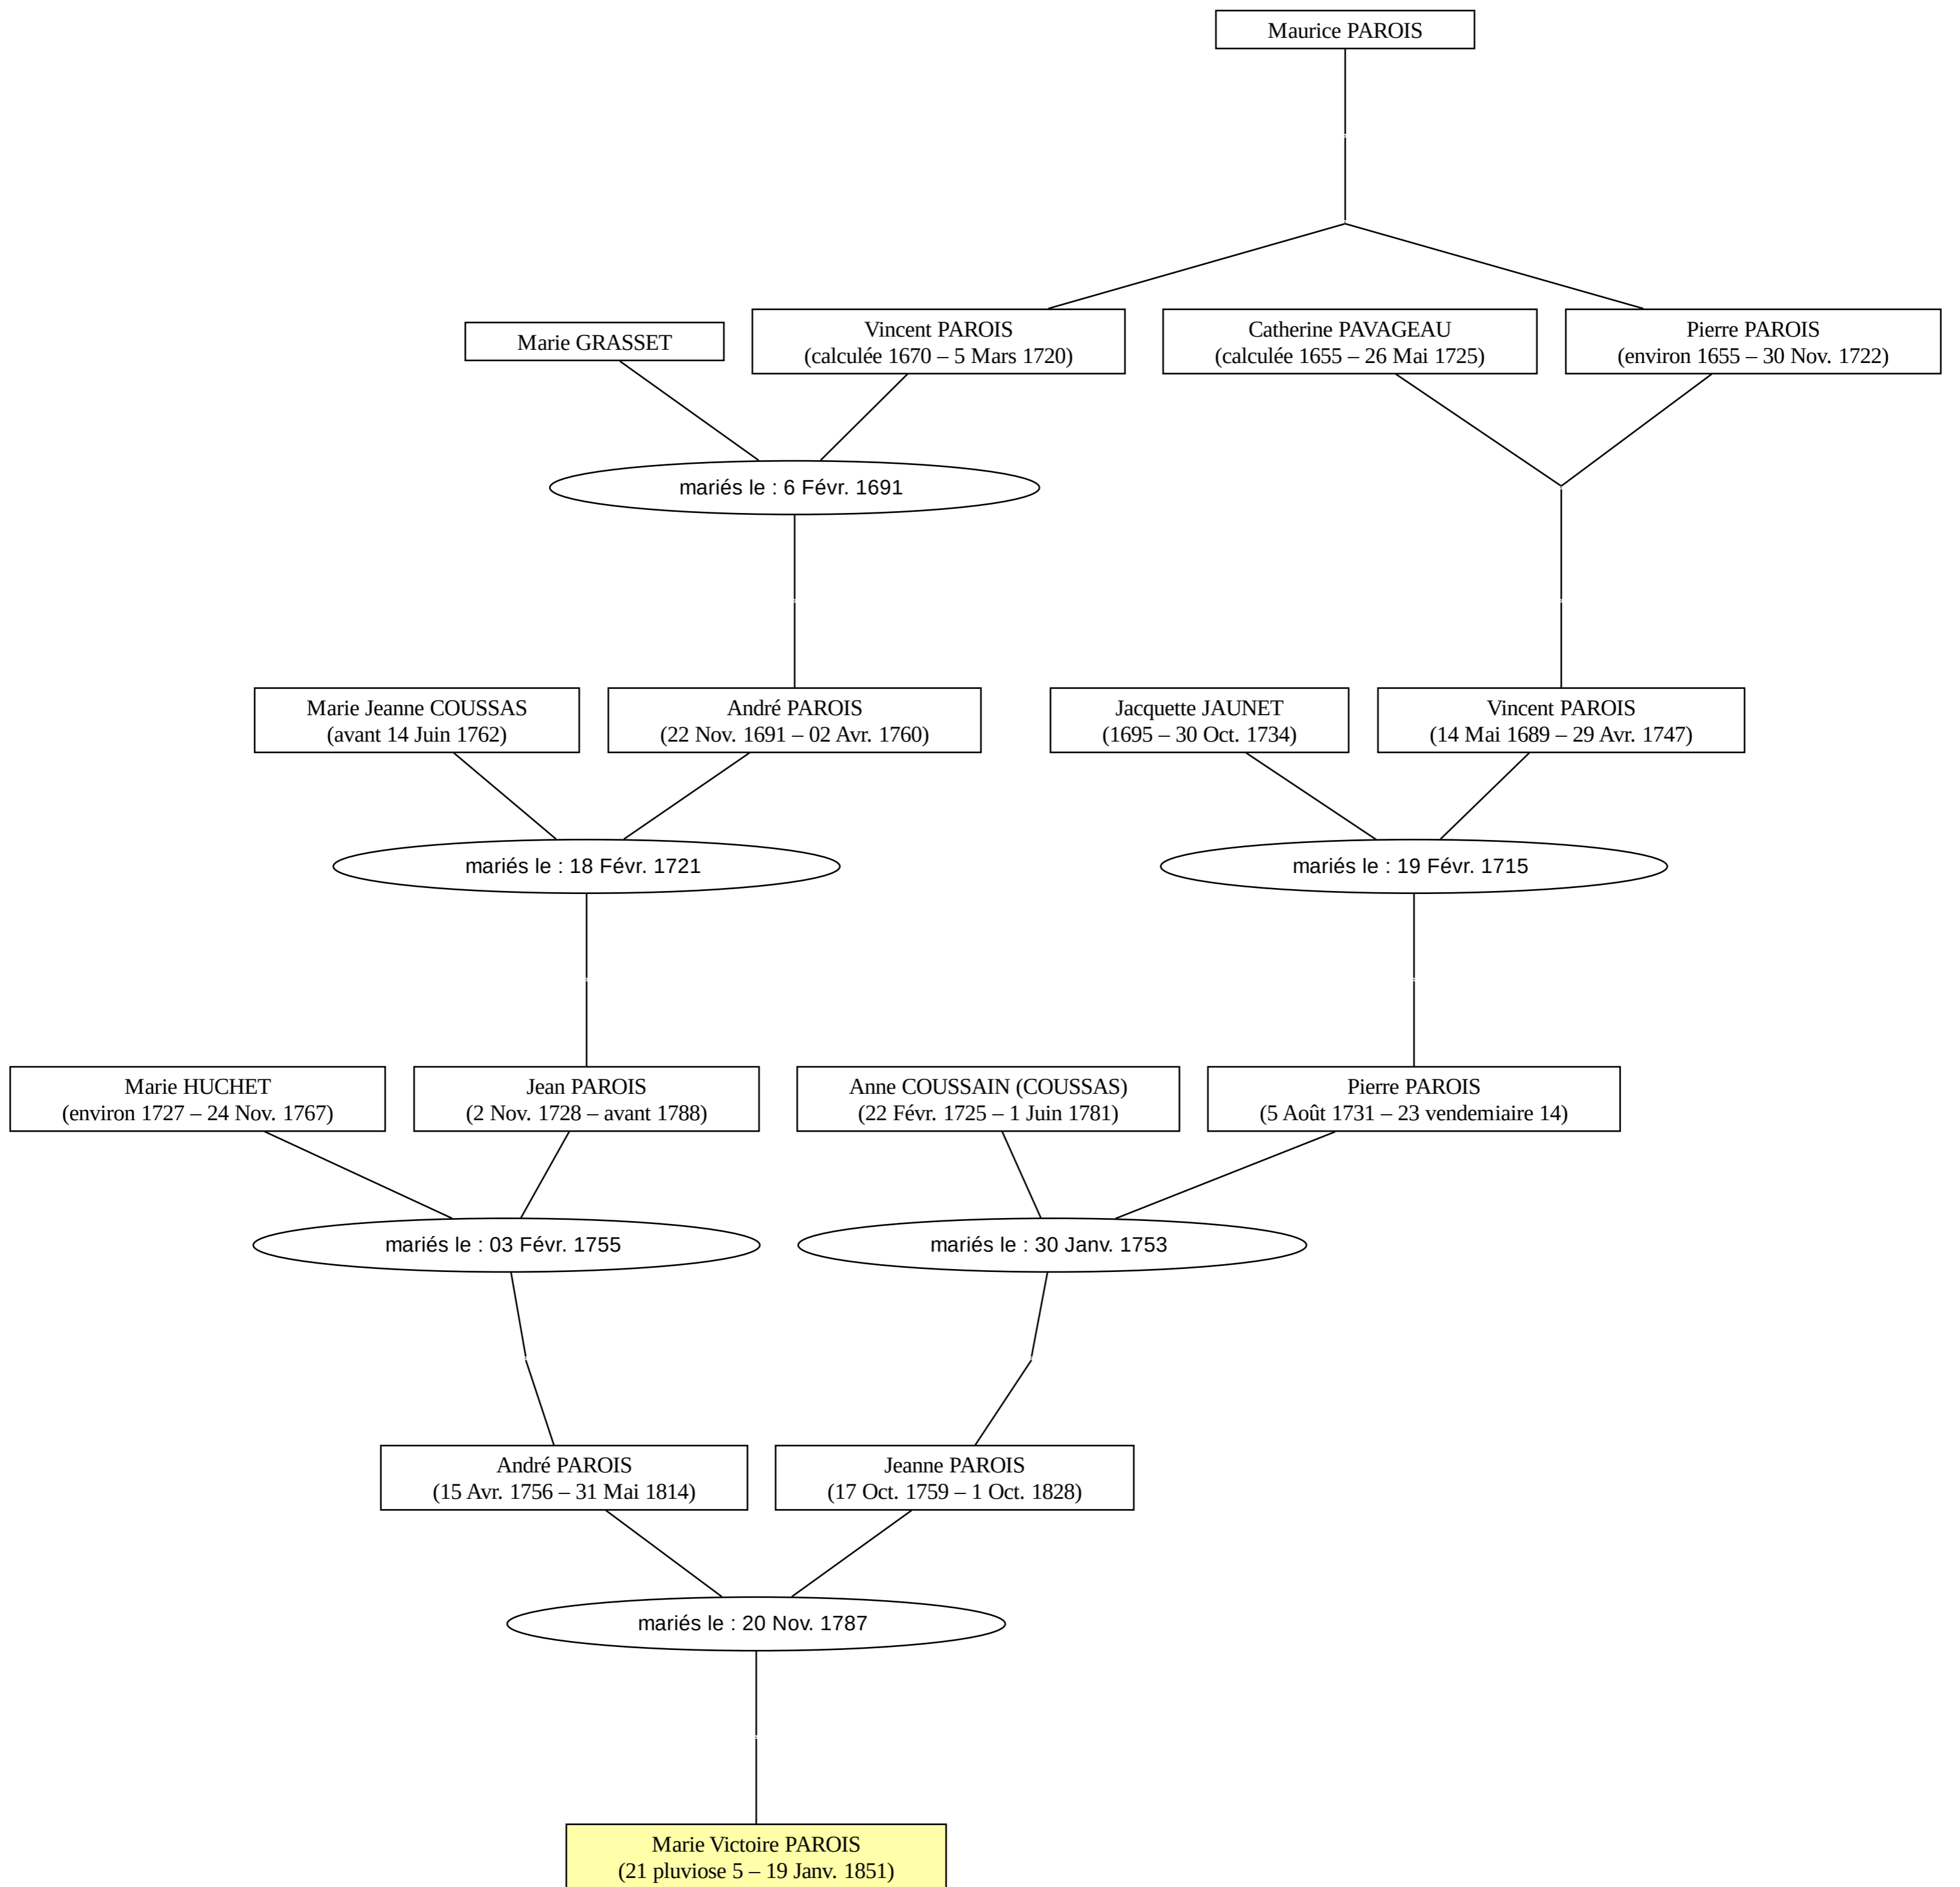 Maurice PAROIS
Marie GRASSET
Vincent PAROIS
(calculée 1670 – 5 Mars 1720)
Catherine PAVAGEAU
(calculée 1655 – 26 Mai 1725)
Pierre PAROIS
(environ 1655 – 30 Nov. 1722)
mariés le : 6 Févr. 1691
Marie Jeanne COUSSAS
(avant 14 Juin 1762)
André PAROIS
(22 Nov. 1691 – 02 Avr. 1760)
Jacquette JAUNET
(1695 – 30 Oct. 1734)
Vincent PAROIS
(14 Mai 1689 – 29 Avr. 1747)
mariés le : 18 Févr. 1721
mariés le : 19 Févr. 1715
Marie HUCHET
(environ 1727 – 24 Nov. 1767)
Jean PAROIS
(2 Nov. 1728 – avant 1788)
Anne COUSSAIN (COUSSAS)
(22 Févr. 1725 – 1 Juin 1781)
Pierre PAROIS
(5 Août 1731 – 23 vendemiaire 14)
mariés le : 03 Févr. 1755
mariés le : 30 Janv. 1753
André PAROIS
(15 Avr. 1756 – 31 Mai 1814)
Jeanne PAROIS
(17 Oct. 1759 – 1 Oct. 1828)
mariés le : 20 Nov. 1787
Marie Victoire PAROIS
(21 pluviose 5 – 19 Janv. 1851)